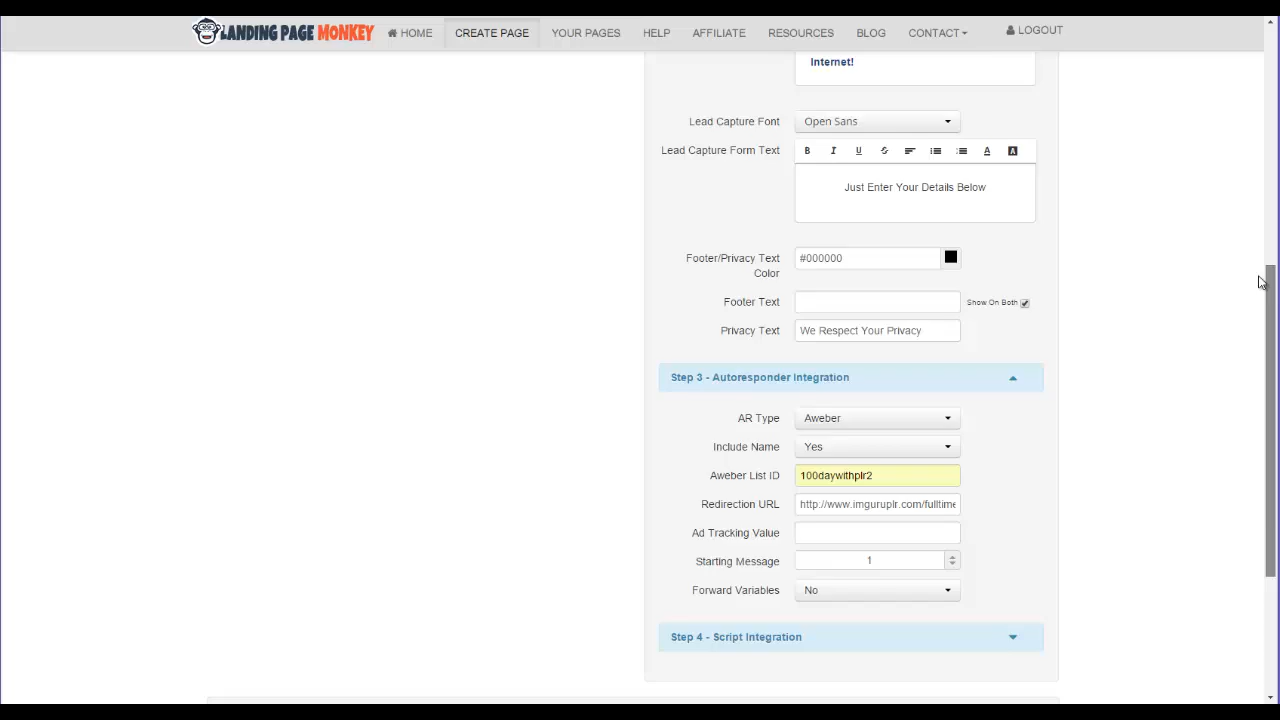 LANDING PAGE MONKEY HOME CREATE PAGE YOUR PAGES HELP AFFILIATE RESOURCES BLOG CONTACT LOGOUT
Internet!
Lead Capture Font Open Sans
Lead Capture Form Text B I U S A A
Just Enter Your Details Below
Footer/Privacy Text
Color #000000
Footer Text Show On Both
Privacy Text We Respect Your Privacy
Step 3 - Autoresponder Integration
AR Type Aweber
Include Name Yes
Aweber List ID 100daywithplr2
Redirection URL http://www.imguruplr.com/fulltime
Ad Tracking Value
Starting Message 1
Forward Variables No
Step 4 - Script Integration